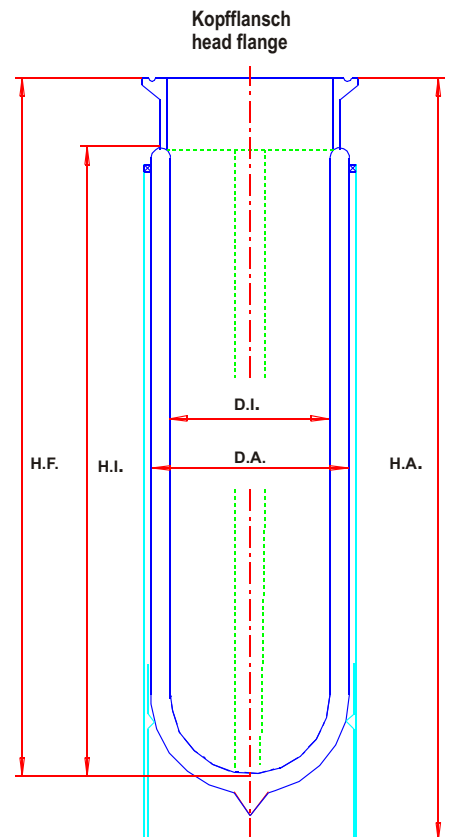 Kopfflansch
head flange
D.I.
D.A.
H.F.
H.I.
H.A.